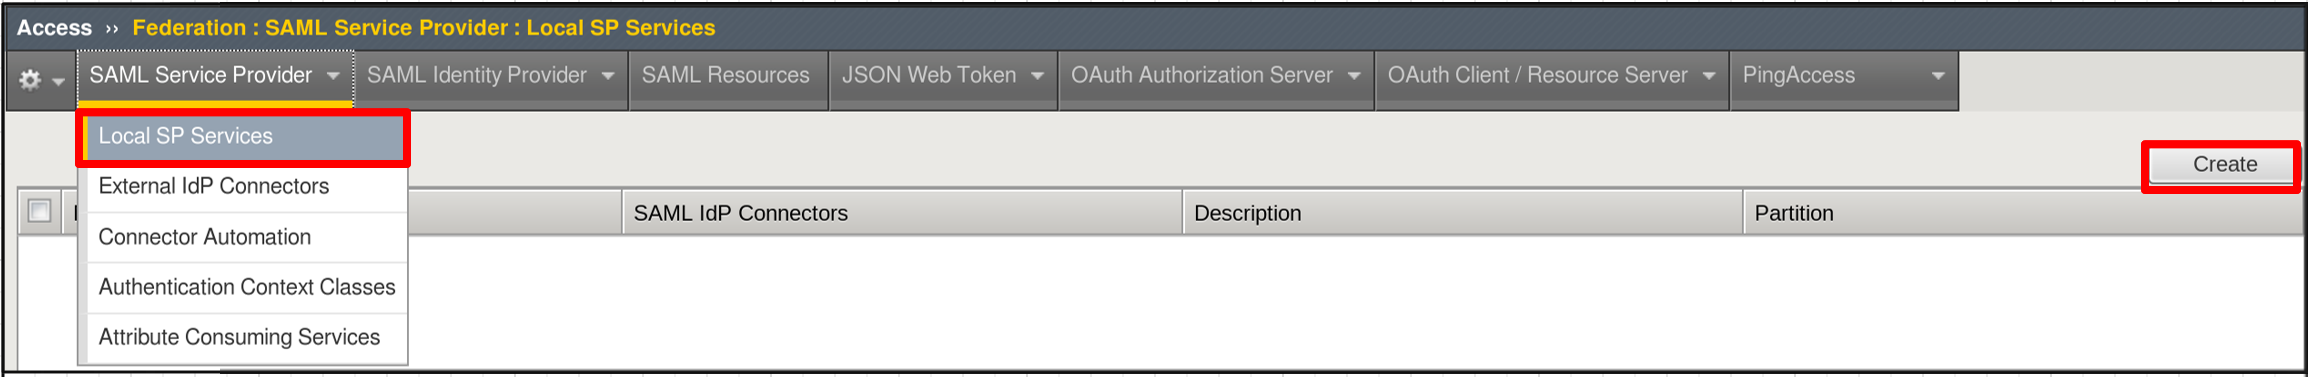 Access ›› Federation : SAML Service Provider : Local SP Services
SAML Service Provider SAML Identity Provider SAML Resources JSON Web Token OAuth Authorization Server OAuth Client / Resource Server PingAccess
Local SP Services
Create
External IdP Connectors
SAML IdP Connectors Description Partition
Connector Automation
Authentication Context Classes
Attribute Consuming Services